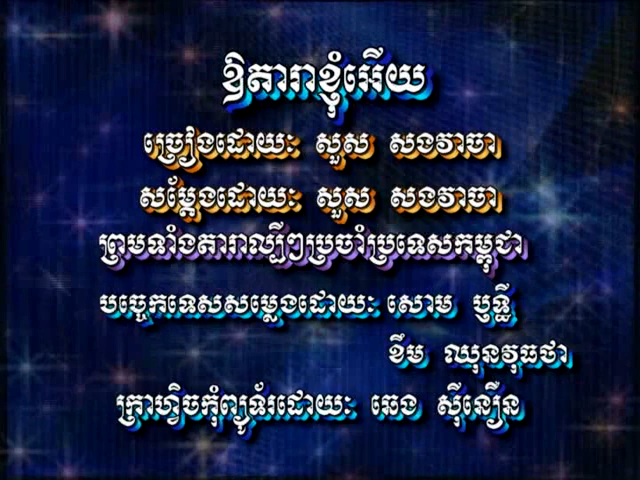 ឱតារាខ្ញុំអើយ
ច្រៀងដោយៈ សួស សងវាចា
សម្តែងដោយៈ សួស សងវាចា
ព្រមទាំងតារាល្បីៗប្រចាំប្រទេសកម្ពុជា
បច្ចេកទេសសម្លេងដោយៈ សោម ប្ញទ្ឋី
ខឹម ឈុនវុធថា
ក្រាហ្វិចកុំព្យូទ័រដោយៈ ឆេង ស៊ីនឿន